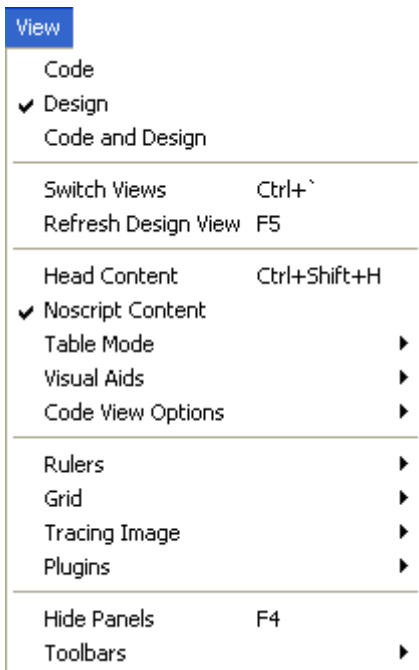 View
Code
Design
Code and Design
Switch Views Ctrl+`
Refresh Design View F5
Head Content Ctrl+Shift+H
Noscript Content
Table Mode
Visual Aids
Code View Options
Rulers
Grid
Tracing Image
Plugins
Hide Panels F4
Toolbars